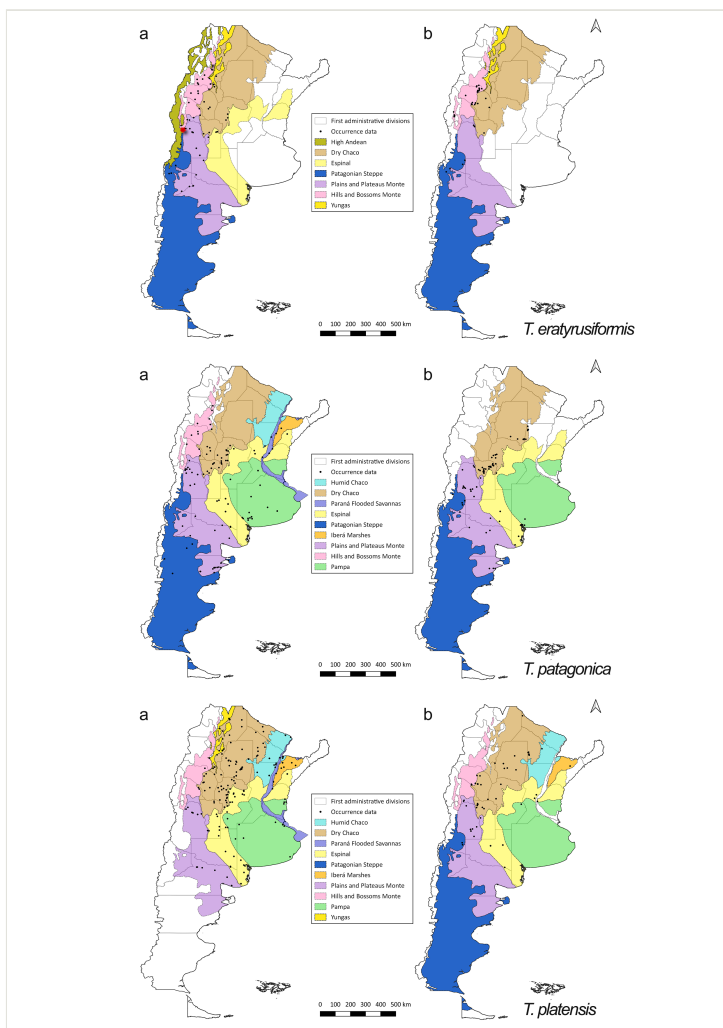 a
b
First administrative divisions
Occurrence data
High Andean
Dry Chaco
Espinal
Patagonian Steppe
Plains and Plateaus Monte
Hills and Bossoms Monte
Yungas
0 100 200 300 400 500 km
T. eratyrusiformis
a
b
First administrative divisions
Occurrence data
Humid Chaco
Dry Chaco
Paraná Flooded Savannas
Espinal
Patagonian Steppe
Iberá Marshes
Plains and Plateaus Monte
Hills and Bossoms Monte
Pampa
0 100 200 300 400 500 km
T. patagonica
a
b
First administrative divisions
Occurrence data
Humid Chaco
Dry Chaco
Paraná Flooded Savannas
Espinal
Patagonian Steppe
Iberá Marshes
Plains and Plateaus Monte
Hills and Bossoms Monte
Pampa
Yungas
0 100 200 300 400 500 km
T. platensis